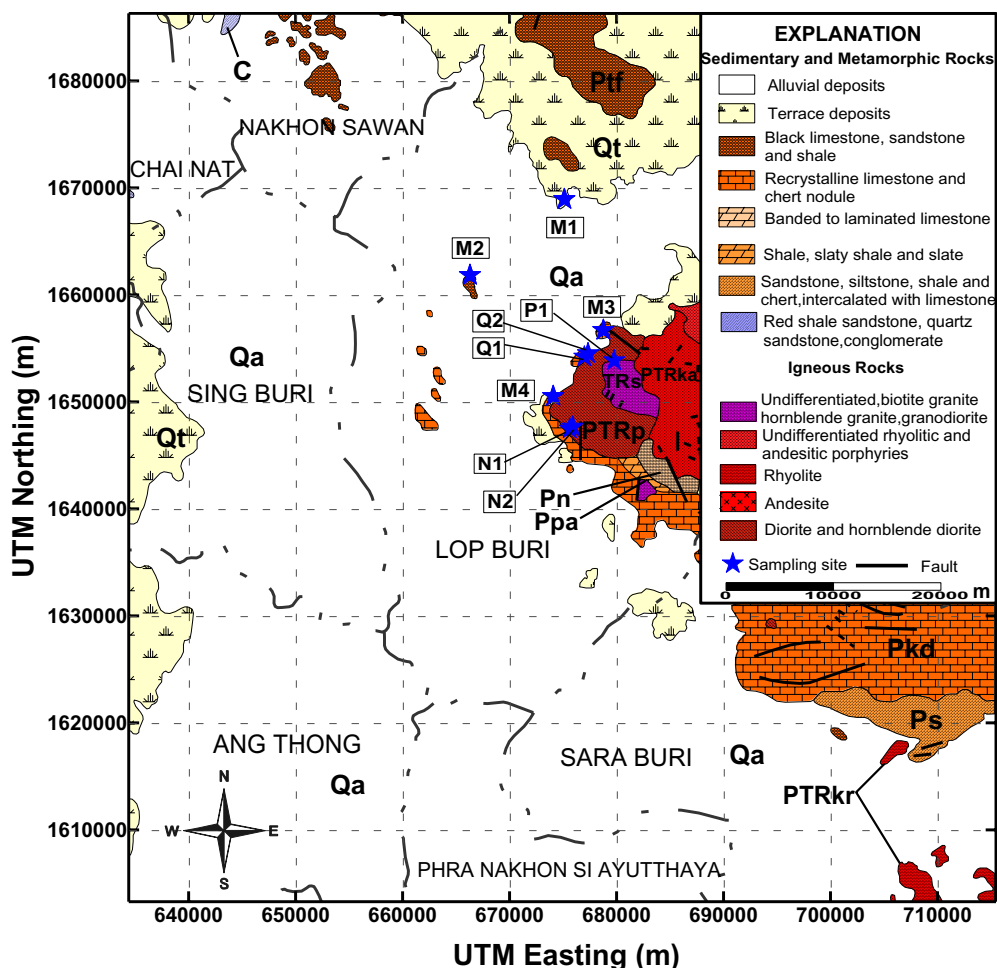 EXPLANATION
Sedimentary and Metamorphic Rocks
Alluvial deposits
Terrace deposits
Black limestone, sandstone
and shale
Recrystalline limestone and
chert nodule
Banded to laminated limestone
Shale, slaty shale and slate
Sandstone, siltstone, shale and
chert,intercalated with limestone
Red shale sandstone, quartz
sandstone,conglomerate
Igneous Rocks
Undifferentiated,biotite granite
hornblende granite,granodiorite
Undifferentiated rhyolitic and
andesitic porphyries
Rhyolite
Andesite
Diorite and hornblende diorite
Sampling site
Fault
0
10000
20000 m
C
Ptf
NAKHON SAWAN
Qt
CHAI NAT
M1
M2
Qa
P1
M3
Q2
Q1
Qa
TRs
PTRka
SING BURI
M4
Qt
PTRp
N1
N2
Pn
Ppa
LOP BURI
Pkd
Ps
ANG THONG
SARA BURI
Qa
Qa
PTRkr
PHRA NAKHON SI AYUTTHAYA
N
W
E
S
1680000
1670000
1660000
1650000
1640000
1630000
1620000
1610000
UTM Northing (m)
640000
650000
660000
670000
680000
690000
700000
710000
UTM Easting (m)